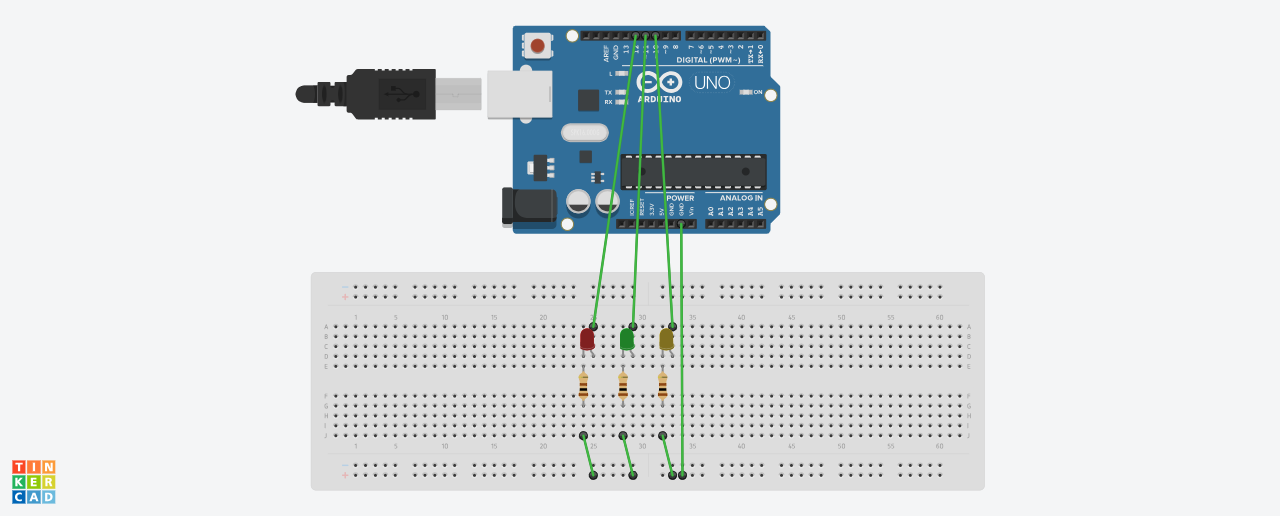 AREF GND 13 12 11 10 ~9 8 7 ~6 ~5 4 ~3 2 TX→1 RX←0
DIGITAL (PWM~)
L
TX
RX
UNO
ARDUINO
ON
POWER
ANALOG IN
IOREF RESET 3.3V 5V GND GND Vin A0 A1 A2 A3 A4 A5
1 5 10 15 20 25 30 35 40 45 50 55 60
A A
B B
C C
D D
E E
F F
G G
H H
I I
J J
1 5 10 15 20 25 30 35 40 45 50 55 60
TIN
KER
CAD